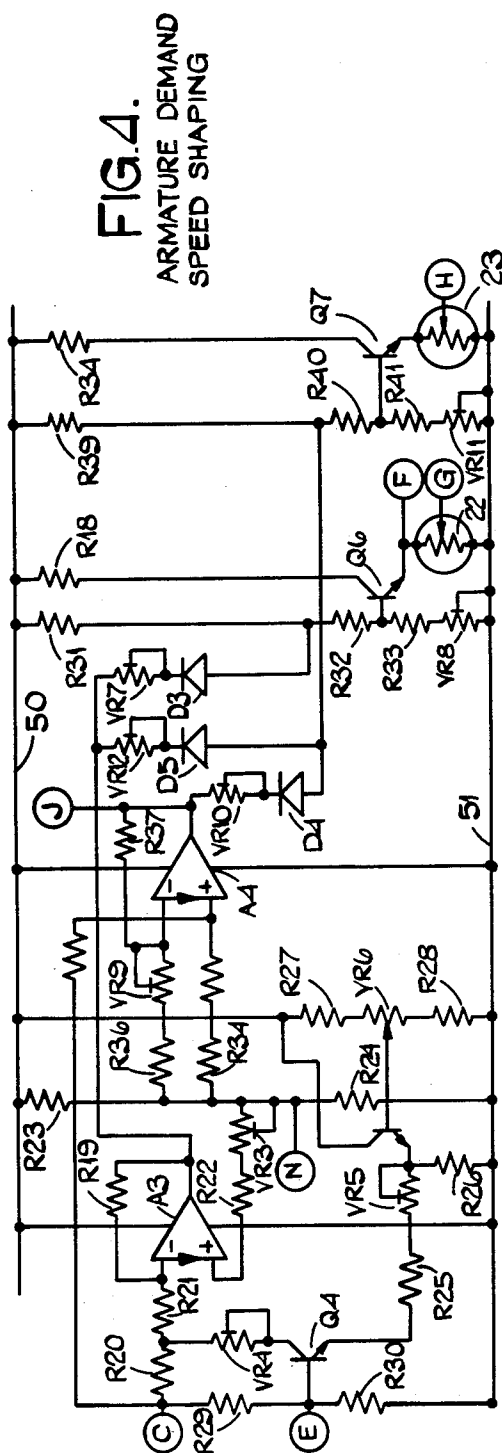 FIG.4.
ARMATURE DEMAND
SPEED SHAPING
50
J
R23
R19
A3
R20
R21
R22
VR3
C
R29
VR4
E
Q4
R30
N
R25
VR5
R26
R24
R36
R34
VR9
R37
A4
R27
VR6
R28
VR10
D4
VR12
D5
VR7
D3
R31
R18
R32
R33
VR8
Q6
F
G
22
R39
R34
R40
R41
VR11
Q7
H
23
51